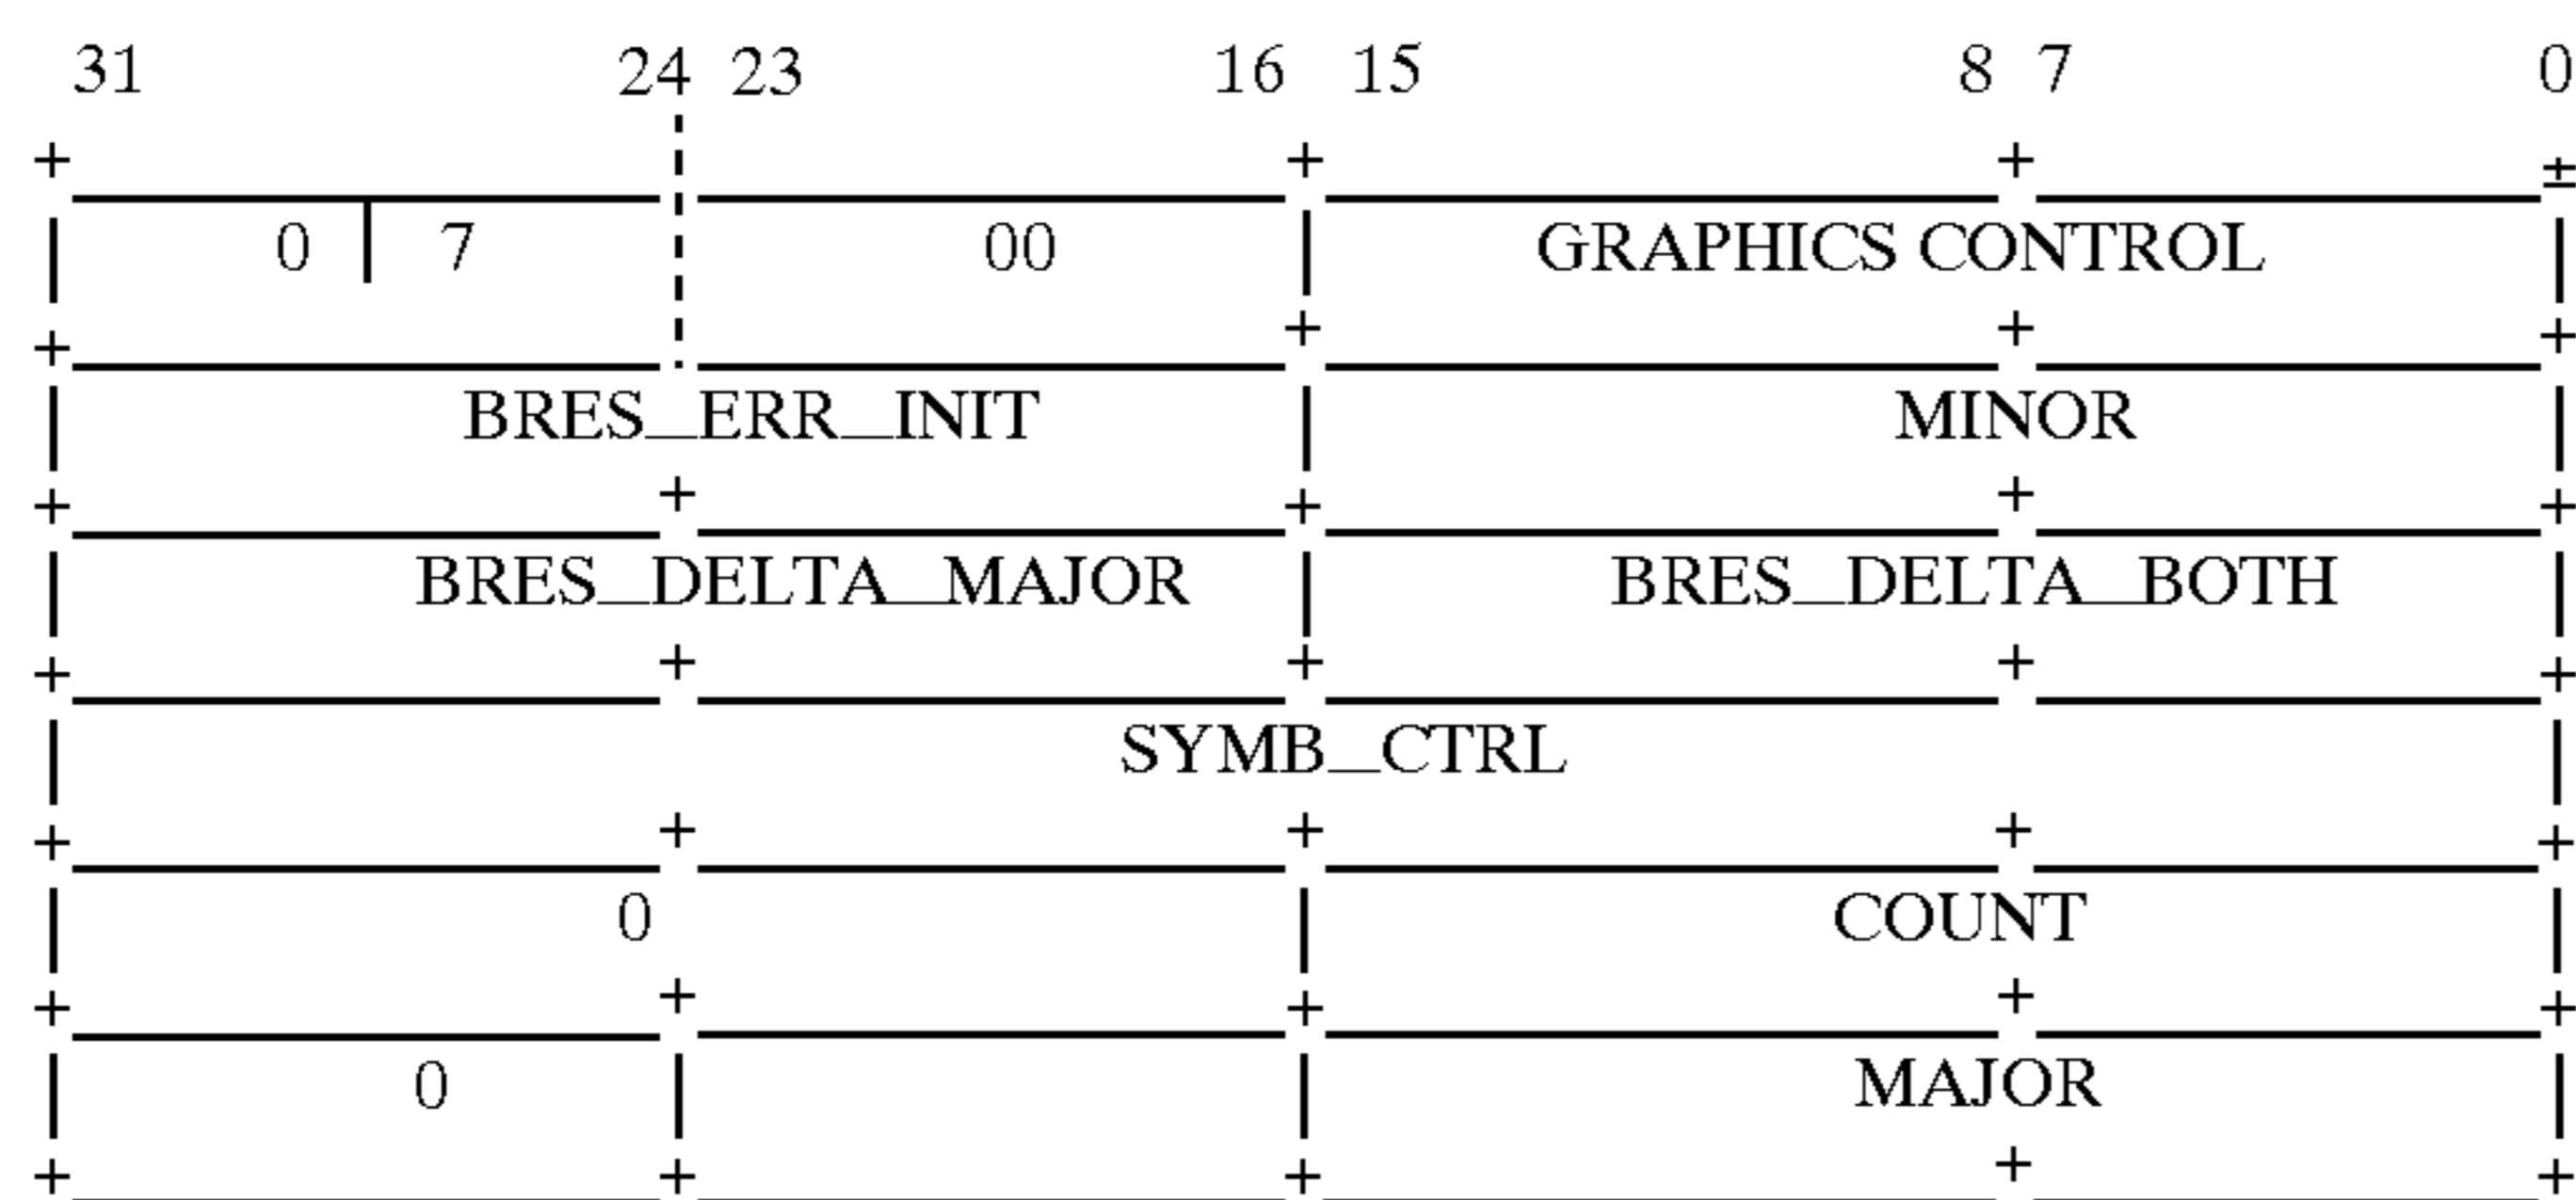 31 24 23 16 15 8 7 0
0 7 00 GRAPHICS CONTROL
BRES_ERR_INIT MINOR
BRES_DELTA_MAJOR BRES_DELTA_BOTH
SYMB_CTRL
0 COUNT
0 MAJOR